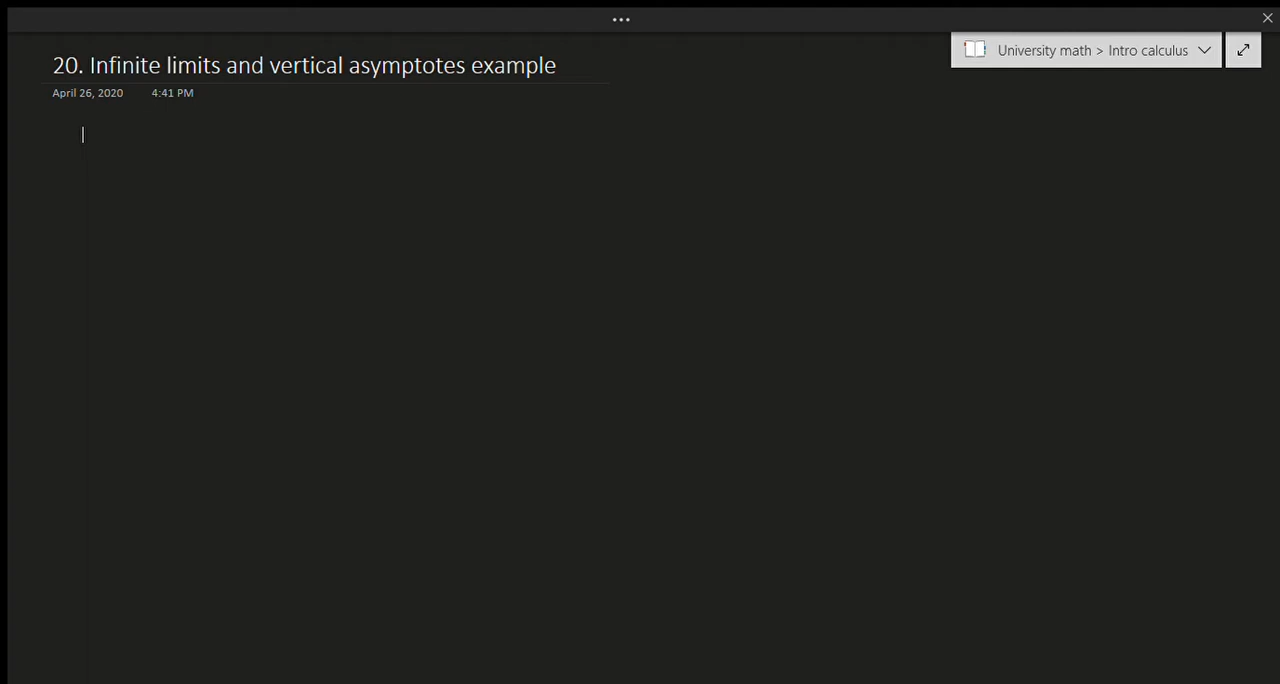 University math > Intro calculus
20. Infinite limits and vertical asymptotes example
April 26, 2020 4:41 PM